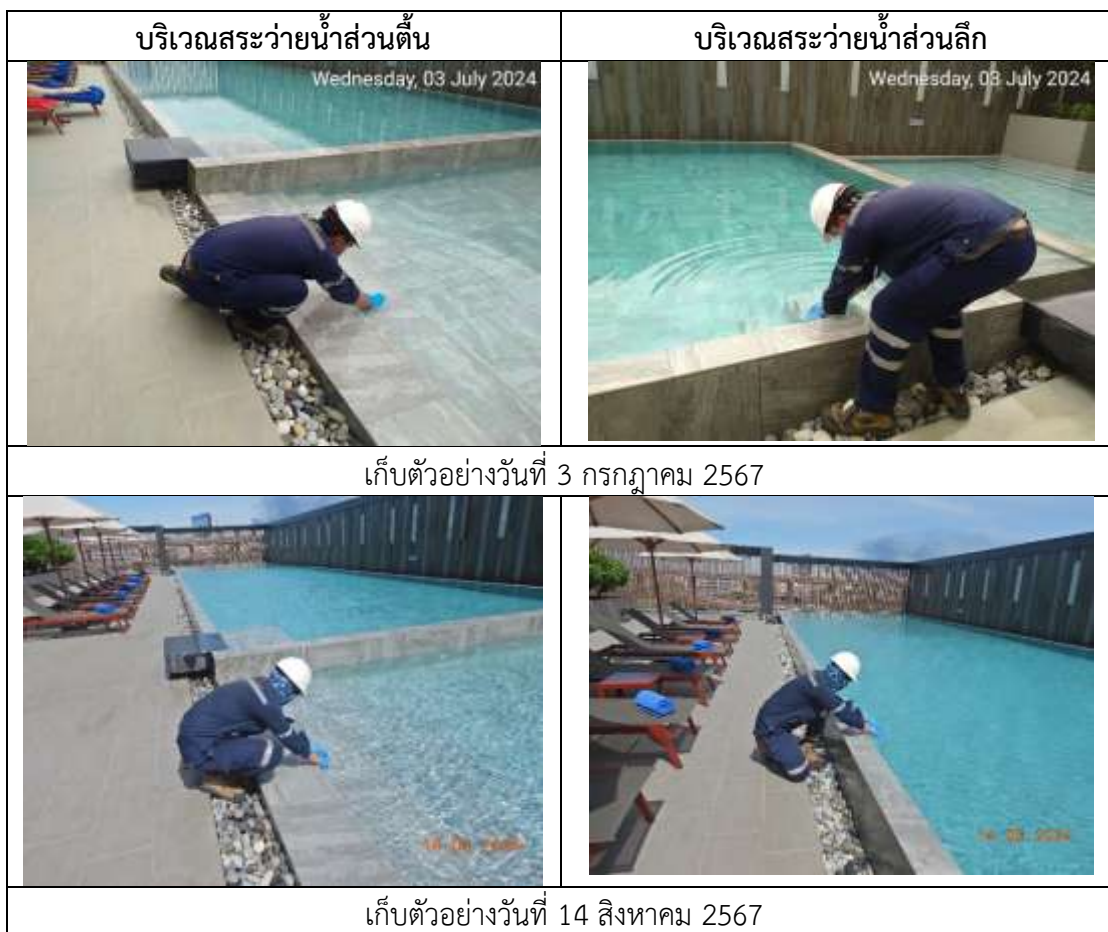 บริเวณสระว่ายน้ำส่วนตื้น
บริเวณสระว่ายน้ำส่วนลึก
Wednesday, 03 July 2024
Wednesday, 03 July 2024
เก็บตัวอย่างวันที่ 3 กรกฎาคม 2567
เก็บตัวอย่างวันที่ 14 สิงหาคม 2567